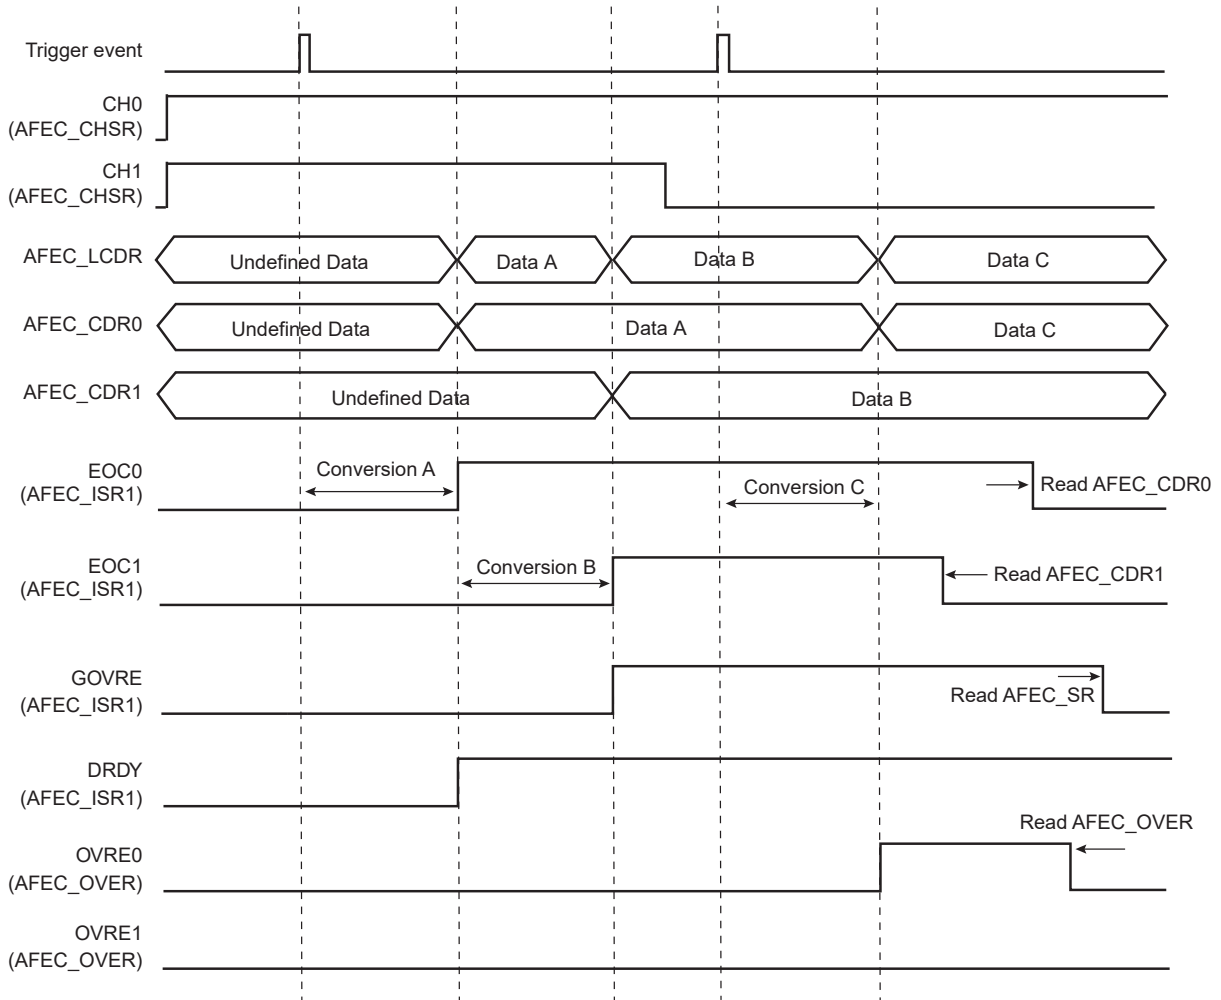 Trigger event
CH0
(AFEC_CHSR)
CH1
(AFEC_CHSR)
AFEC_LCDR
Undefined Data
Data A
Data B
Data C
AFEC_CDR0
Undefined Data
Data A
Data C
AFEC_CDR1
Undefined Data
Data B
EOC0
(AFEC_ISR1)
Conversion A
Conversion C
Read AFEC_CDR0
EOC1
(AFEC_ISR1)
Conversion B
Read AFEC_CDR1
GOVRE
(AFEC_ISR1)
Read AFEC_SR
DRDY
(AFEC_ISR1)
Read AFEC_OVER
OVRE0
(AFEC_OVER)
OVRE1
(AFEC_OVER)